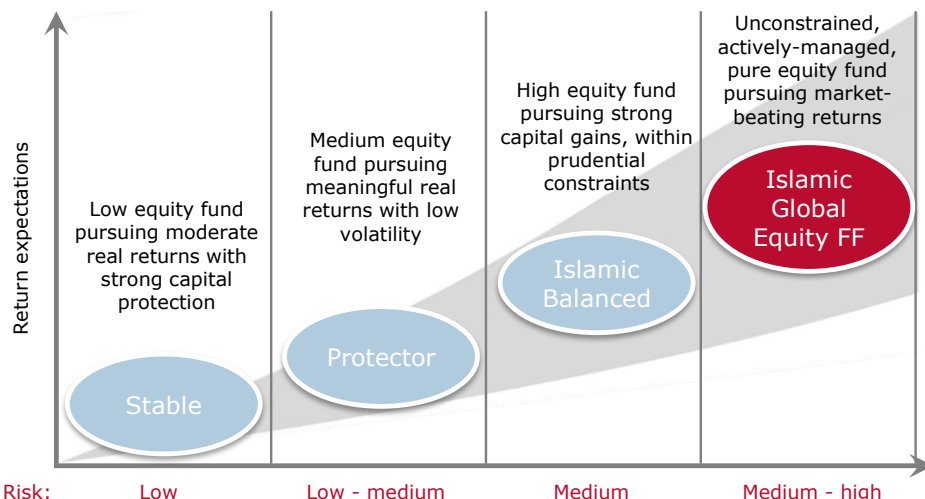 Return expectations
Low equity fund
pursuing moderate
real returns with
strong capital
protection
Stable
Medium equity
fund pursuing
meaningful real
returns with low
volatility
Protector
High equity fund
pursuing strong
capital gains, within
prudential
constraints
Islamic
Balanced
Unconstrained,
actively-managed,
pure equity fund
pursuing market-
beating returns
Islamic
Global
Equity FF
Risk:
Low
Low - medium
Medium
Medium - high